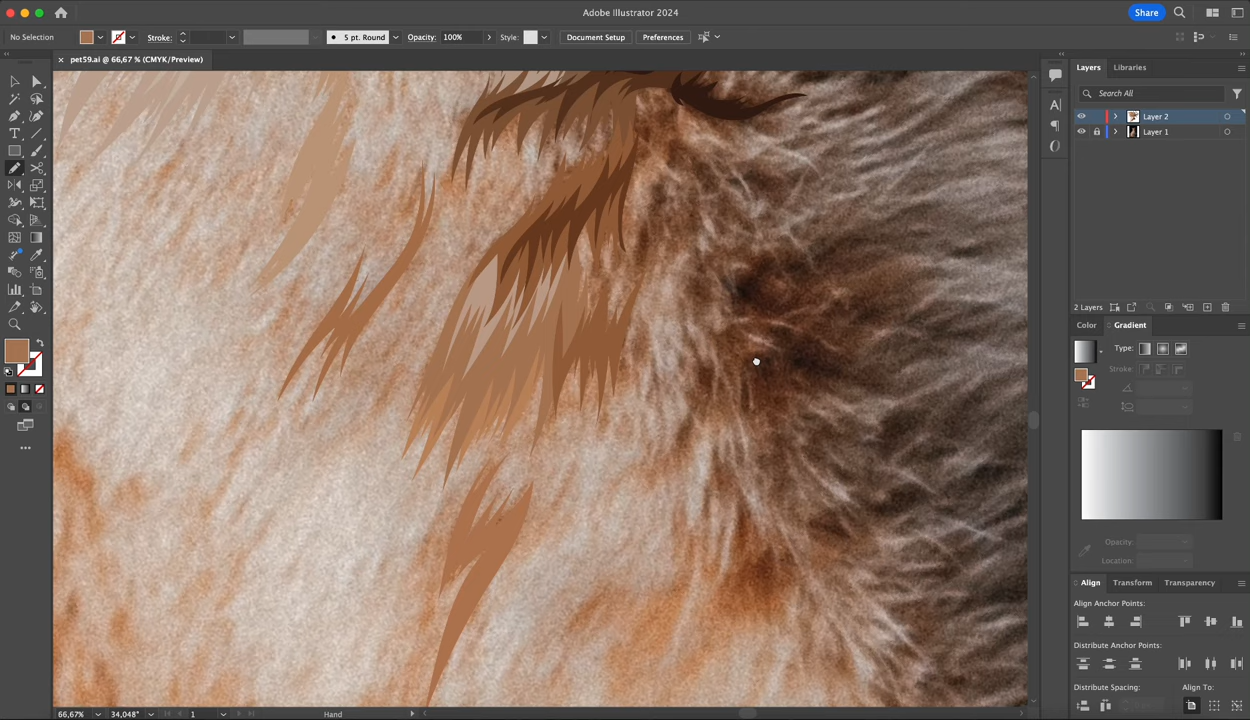 Adobe Illustrator 2024
Share
No Selection
Stroke:
5 pt. Round
Opacity:
100%
Style:
Document Setup
Preferences
× pet59.ai @ 66,67 % (CMYK/Preview)
Layers
Libraries
Search All
Layer 2
Layer 1
2 Layers
Color
Gradient
Type:
Stroke:
Opacity:
Location:
Align
Transform
Transparency
Align Anchor Points:
Distribute Anchor Points:
Distribute Spacing:
Align To:
66,67%
34,048°
1
Hand